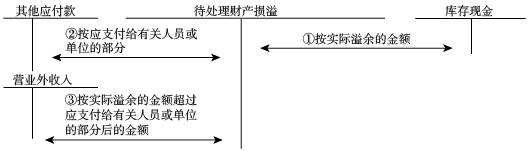 其他应付款
待处理财产损溢
库存现金
②按应支付给有关人员或
单位的部分
①按实际溢余的金额
营业外收入
③按实际溢余的金额超过
应支付给有关人员或单位
的部分后的金额